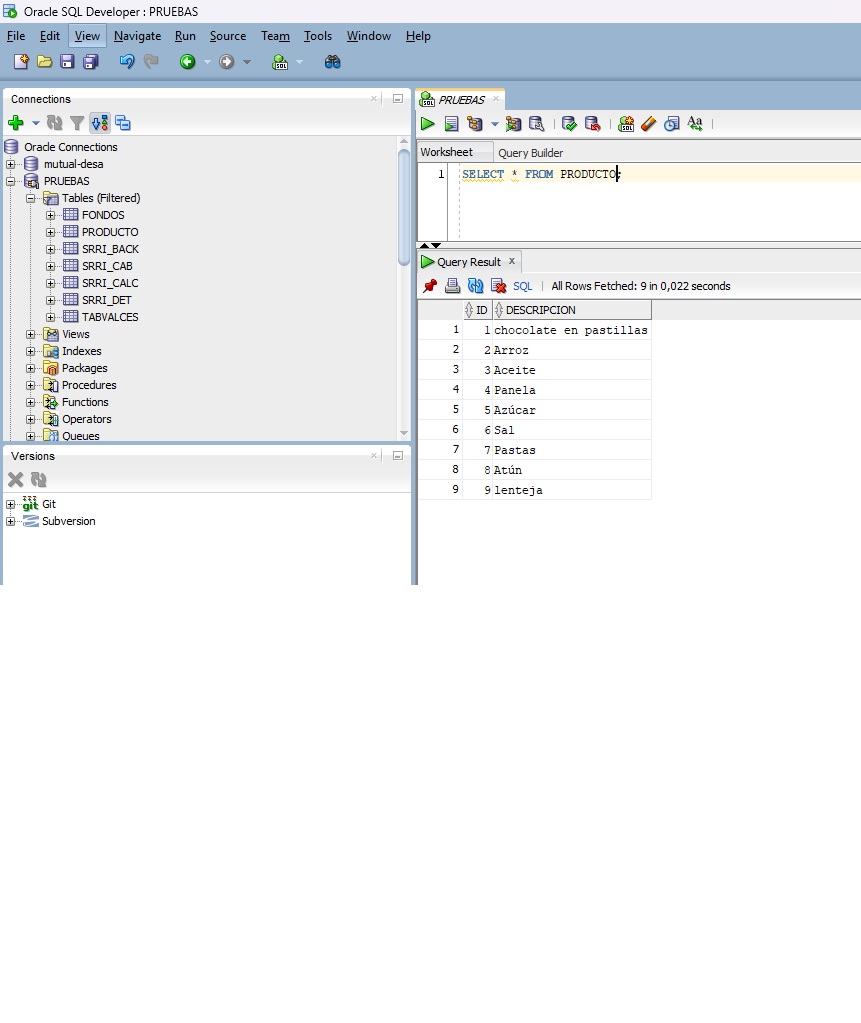 Oracle SQL Developer : PRUEBAS
File Edit View Navigate Run Source Team Tools Window Help
Connections
Oracle Connections
mutual-desa
PRUEBAS
Tables (Filtered)
FONDOS
PRODUCTO
SRRI_BACK
SRRI_CAB
SRRI_CALC
SRRI_DET
TABVALCES
Views
Indexes
Packages
Procedures
Functions
Operators
Queues
Versions
Git
Subversion
PRUEBAS
Worksheet Query Builder
1 SELECT * FROM PRODUCTO;
Query Result x
SQL | All Rows Fetched: 9 in 0,022 seconds
ID DESCRIPCION
1 1 chocolate en pastillas
2 2 Arroz
3 3 Aceite
4 4 Panela
5 5 Azúcar
6 6 Sal
7 7 Pastas
8 8 Atún
9 9 lenteja